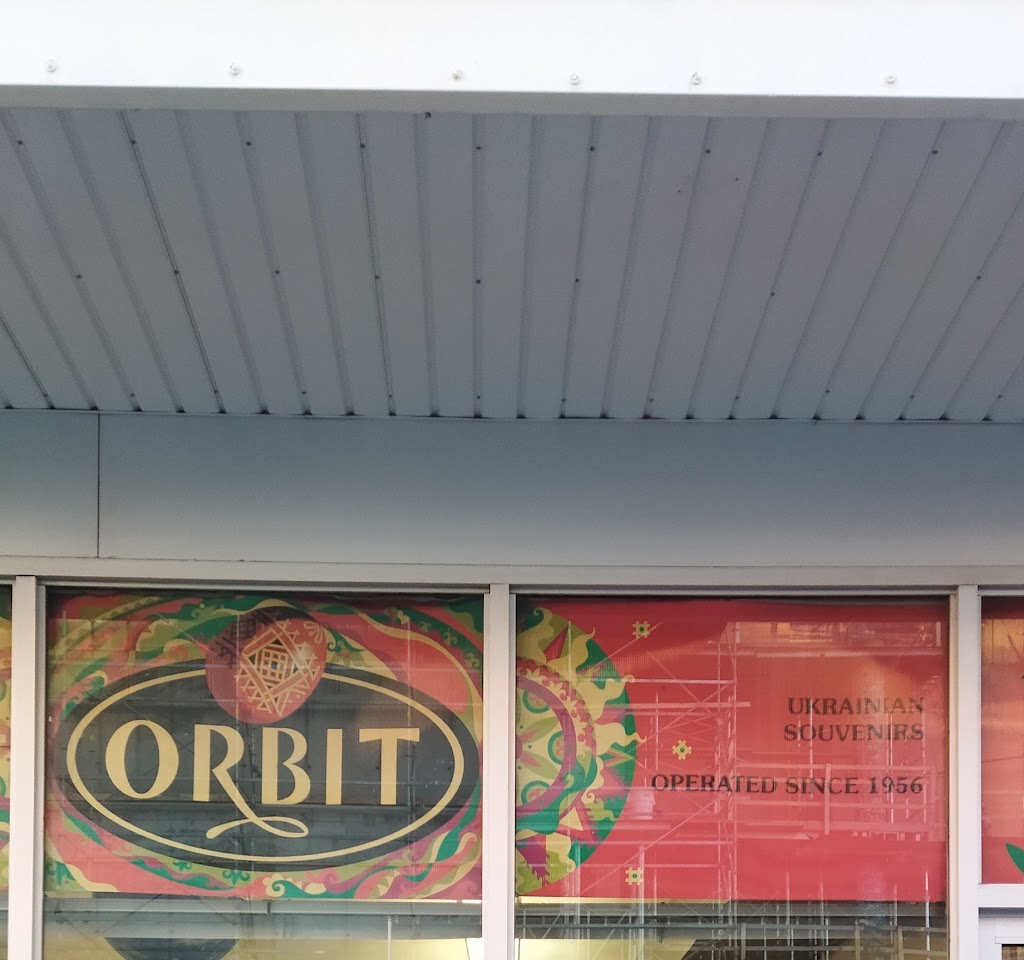 ORBIT
UKRAINIAN
SOUVENIRS
OPERATED SINCE 1956